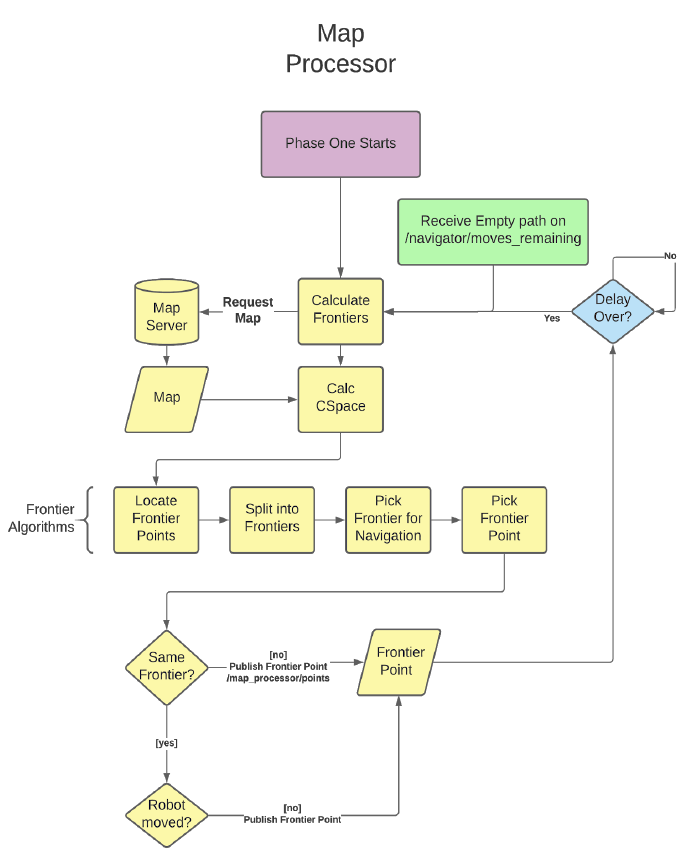 Map
Processor
Phase One Starts
Receive Empty path on
/navigator/moves_remaining
No
Delay
Over?
Yes
Calculate
Frontiers
Request
Map
Map
Server
Map
Calc
CSpace
Frontier
Algorithms
Locate
Frontier
Points
Split into
Frontiers
Pick
Frontier for
Navigation
Pick
Frontier
Point
Same
Frontier?
[no]
Publish Frontier Point
/map_processor/points
Frontier
Point
[yes]
Robot
moved?
[no]
Publish Frontier Point